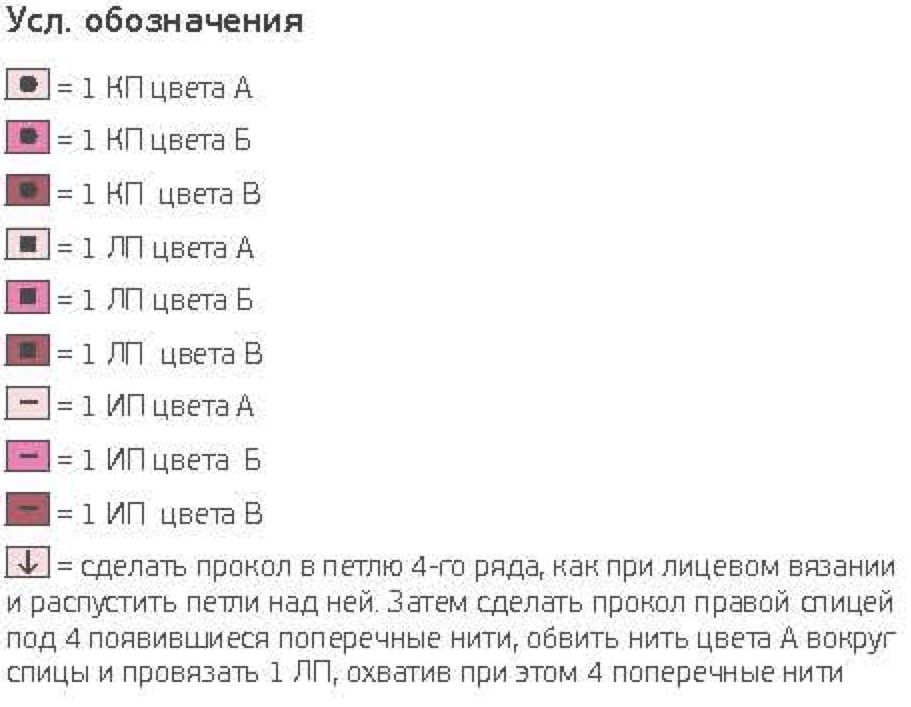 Усл. обозначения
= 1 КП цвета А
= 1 КП цвета Б
= 1 КП цвета В
= 1 ЛП цвета А
= 1 ЛП цвета Б
= 1 ЛП цвета В
= 1 ИП цвета А
= 1 ИП цвета Б
= 1 ИП цвета В
= сделать прокол в петлю 4-го ряда, как при лицевом вязании
и распустить петли над ней. Затем сделать прокол правой спицей
под 4 появившиеся поперечные нити, обвить нить цвета А вокруг
спицы и провязать 1 ЛП, охватив при этом 4 поперечные нити